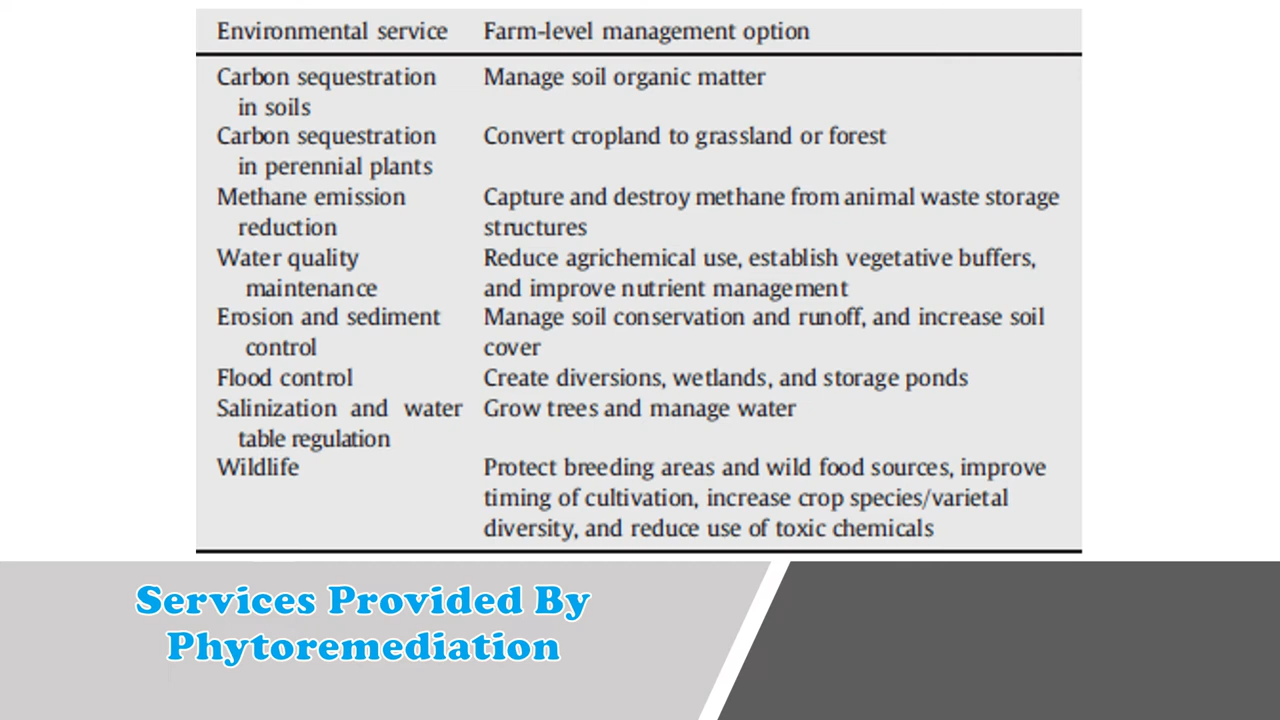 Environmental service Farm-level management option
Carbon sequestration Manage soil organic matter
in soils
Carbon sequestration Convert cropland to grassland or forest
in perennial plants
Methane emission Capture and destroy methane from animal waste storage
reduction structures
Water quality Reduce agrichemical use, establish vegetative buffers,
maintenance and improve nutrient management
Erosion and sediment Manage soil conservation and runoff, and increase soil
control cover
Flood control Create diversions, wetlands, and storage ponds
Salinization and water Grow trees and manage water
table regulation
Wildlife Protect breeding areas and wild food sources, improve
timing of cultivation, increase crop species/varietal
diversity, and reduce use of toxic chemicals
Services Provided By
Phytoremediation